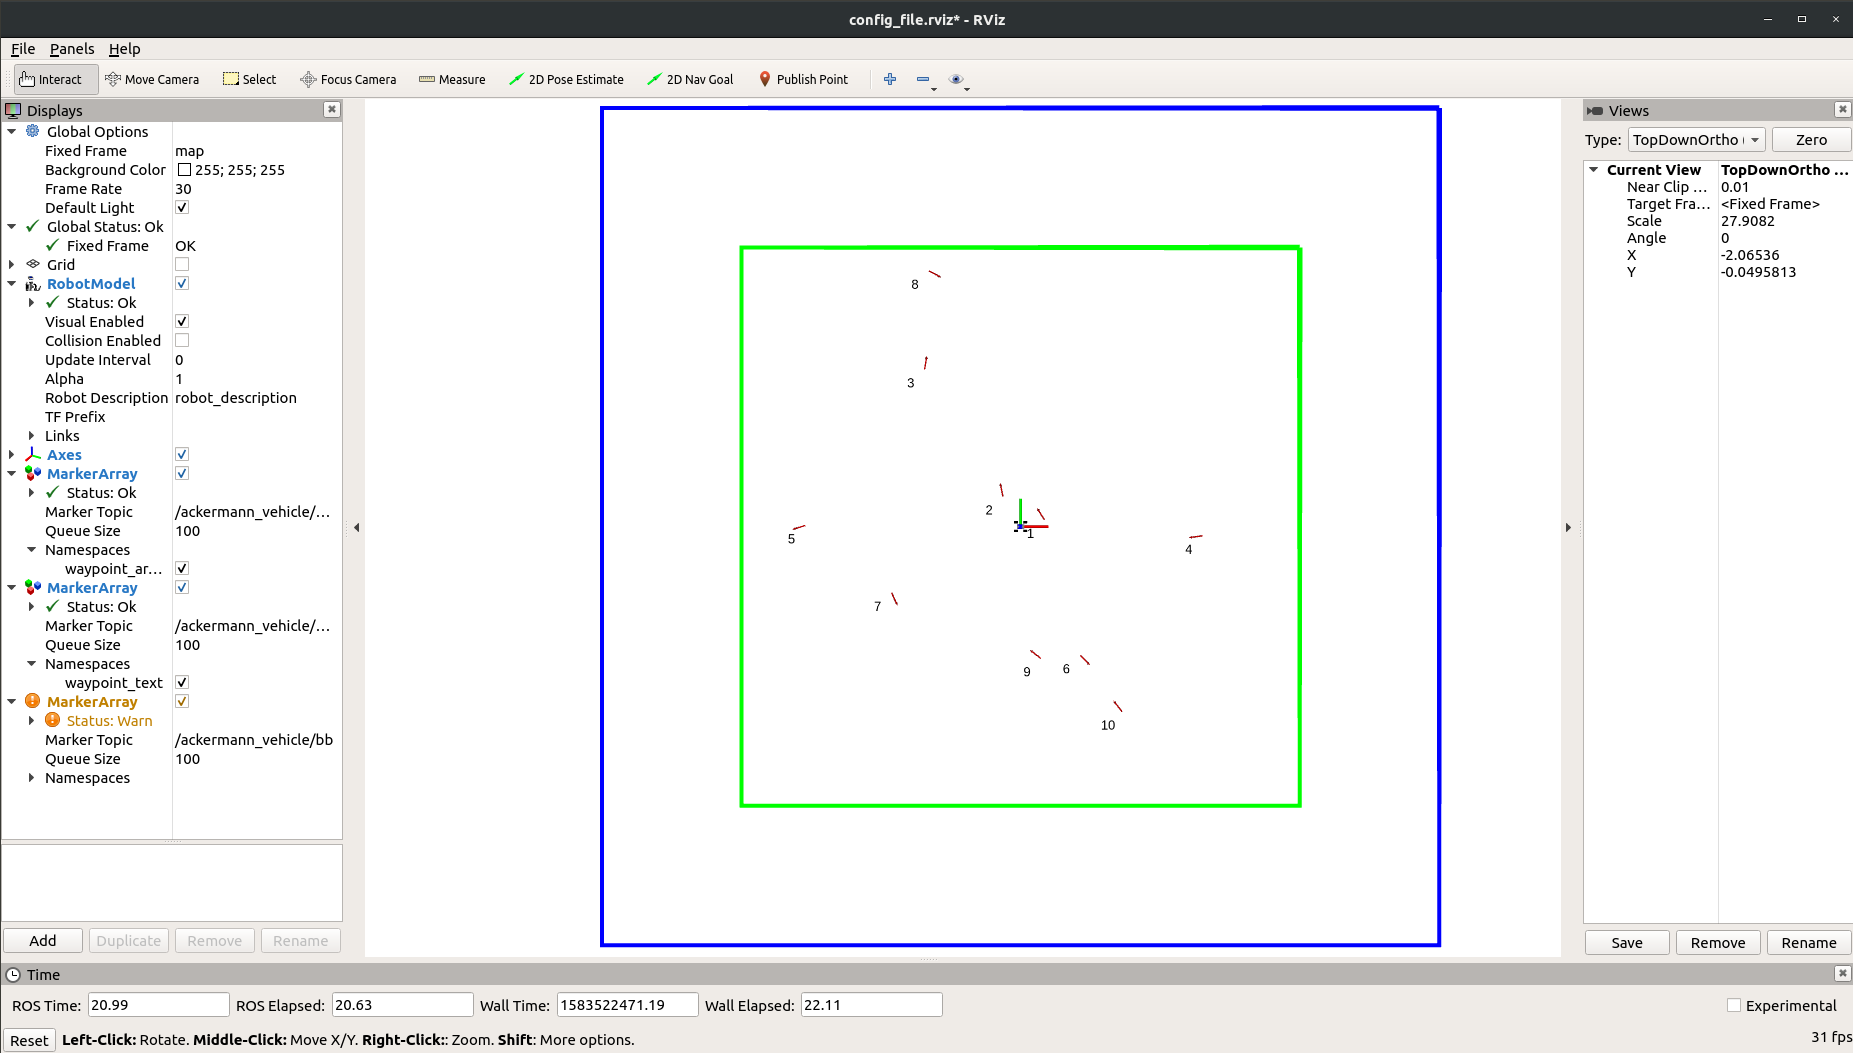 config_file.rviz* - RViz
File Panels Help
Interact Move Camera Select Focus Camera Measure 2D Pose Estimate 2D Nav Goal Publish Point
Displays
Global Options
Fixed Frame map
Background Color 255; 255; 255
Frame Rate 30
Default Light
Global Status: Ok
Fixed Frame OK
Grid
RobotModel
Status: Ok
Visual Enabled
Collision Enabled
Update Interval 0
Alpha 1
Robot Description robot_description
TF Prefix
Links
Axes
MarkerArray
Status: Ok
Marker Topic /ackermann_vehicle/...
Queue Size 100
Namespaces
waypoint_ar...
MarkerArray
Status: Ok
Marker Topic /ackermann_vehicle/...
Queue Size 100
Namespaces
waypoint_text
MarkerArray
Status: Warn
Marker Topic /ackermann_vehicle/bb
Queue Size 100
Namespaces
Add Duplicate Remove Rename
8
3
2
1
5
4
7
9
6
10
Views
Type: TopDownOrtho ( Zero
Current View TopDownOrtho ...
Near Clip ... 0.01
Target Fra... <Fixed Frame>
Scale 27.9082
Angle 0
X -2.06536
Y -0.0495813
Save Remove Rename
Time
ROS Time: 20.99 ROS Elapsed: 20.63 Wall Time: 1583522471.19 Wall Elapsed: 22.11 Experimental
Reset Left-Click: Rotate. Middle-Click: Move X/Y. Right-Click:: Zoom. Shift: More options. 31 fps